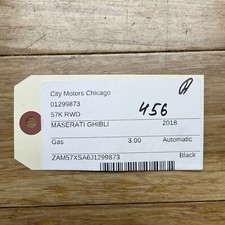 City Motors Chicago
01299873
57K RWD
456
MASERATI GHIBLI 2018
Gas 3.00 Automatic
ZAM57XSA6J1299873 Black